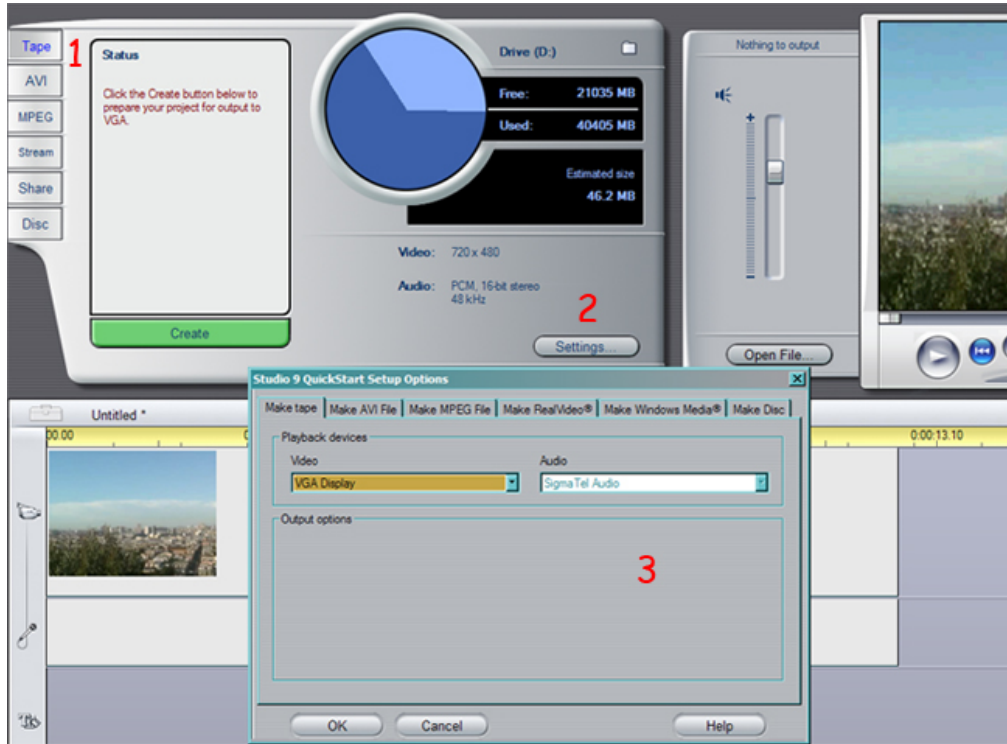 Tape
AVI
MPEG
Stream
Share
Disc
1
Status
Click the Create button below to
prepare your project for output to
VGA.
Create
Drive (D:)
Free: 21035 MB
Used: 40405 MB
Estimated size
46.2 MB
Video: 720 x 480
Audio: PCM, 16-bit stereo
48 kHz
2
Settings...
Nothing to output
Open File...
Untitled *
0:00:13.10
Studio 9 QuickStart Setup Options
Make tape Make AVI File Make MPEG File Make RealVideo® Make Windows Media® Make Disc
Playback devices
Video Audio
VGA Display SigmaTel Audio
Output options
3
OK Cancel Help